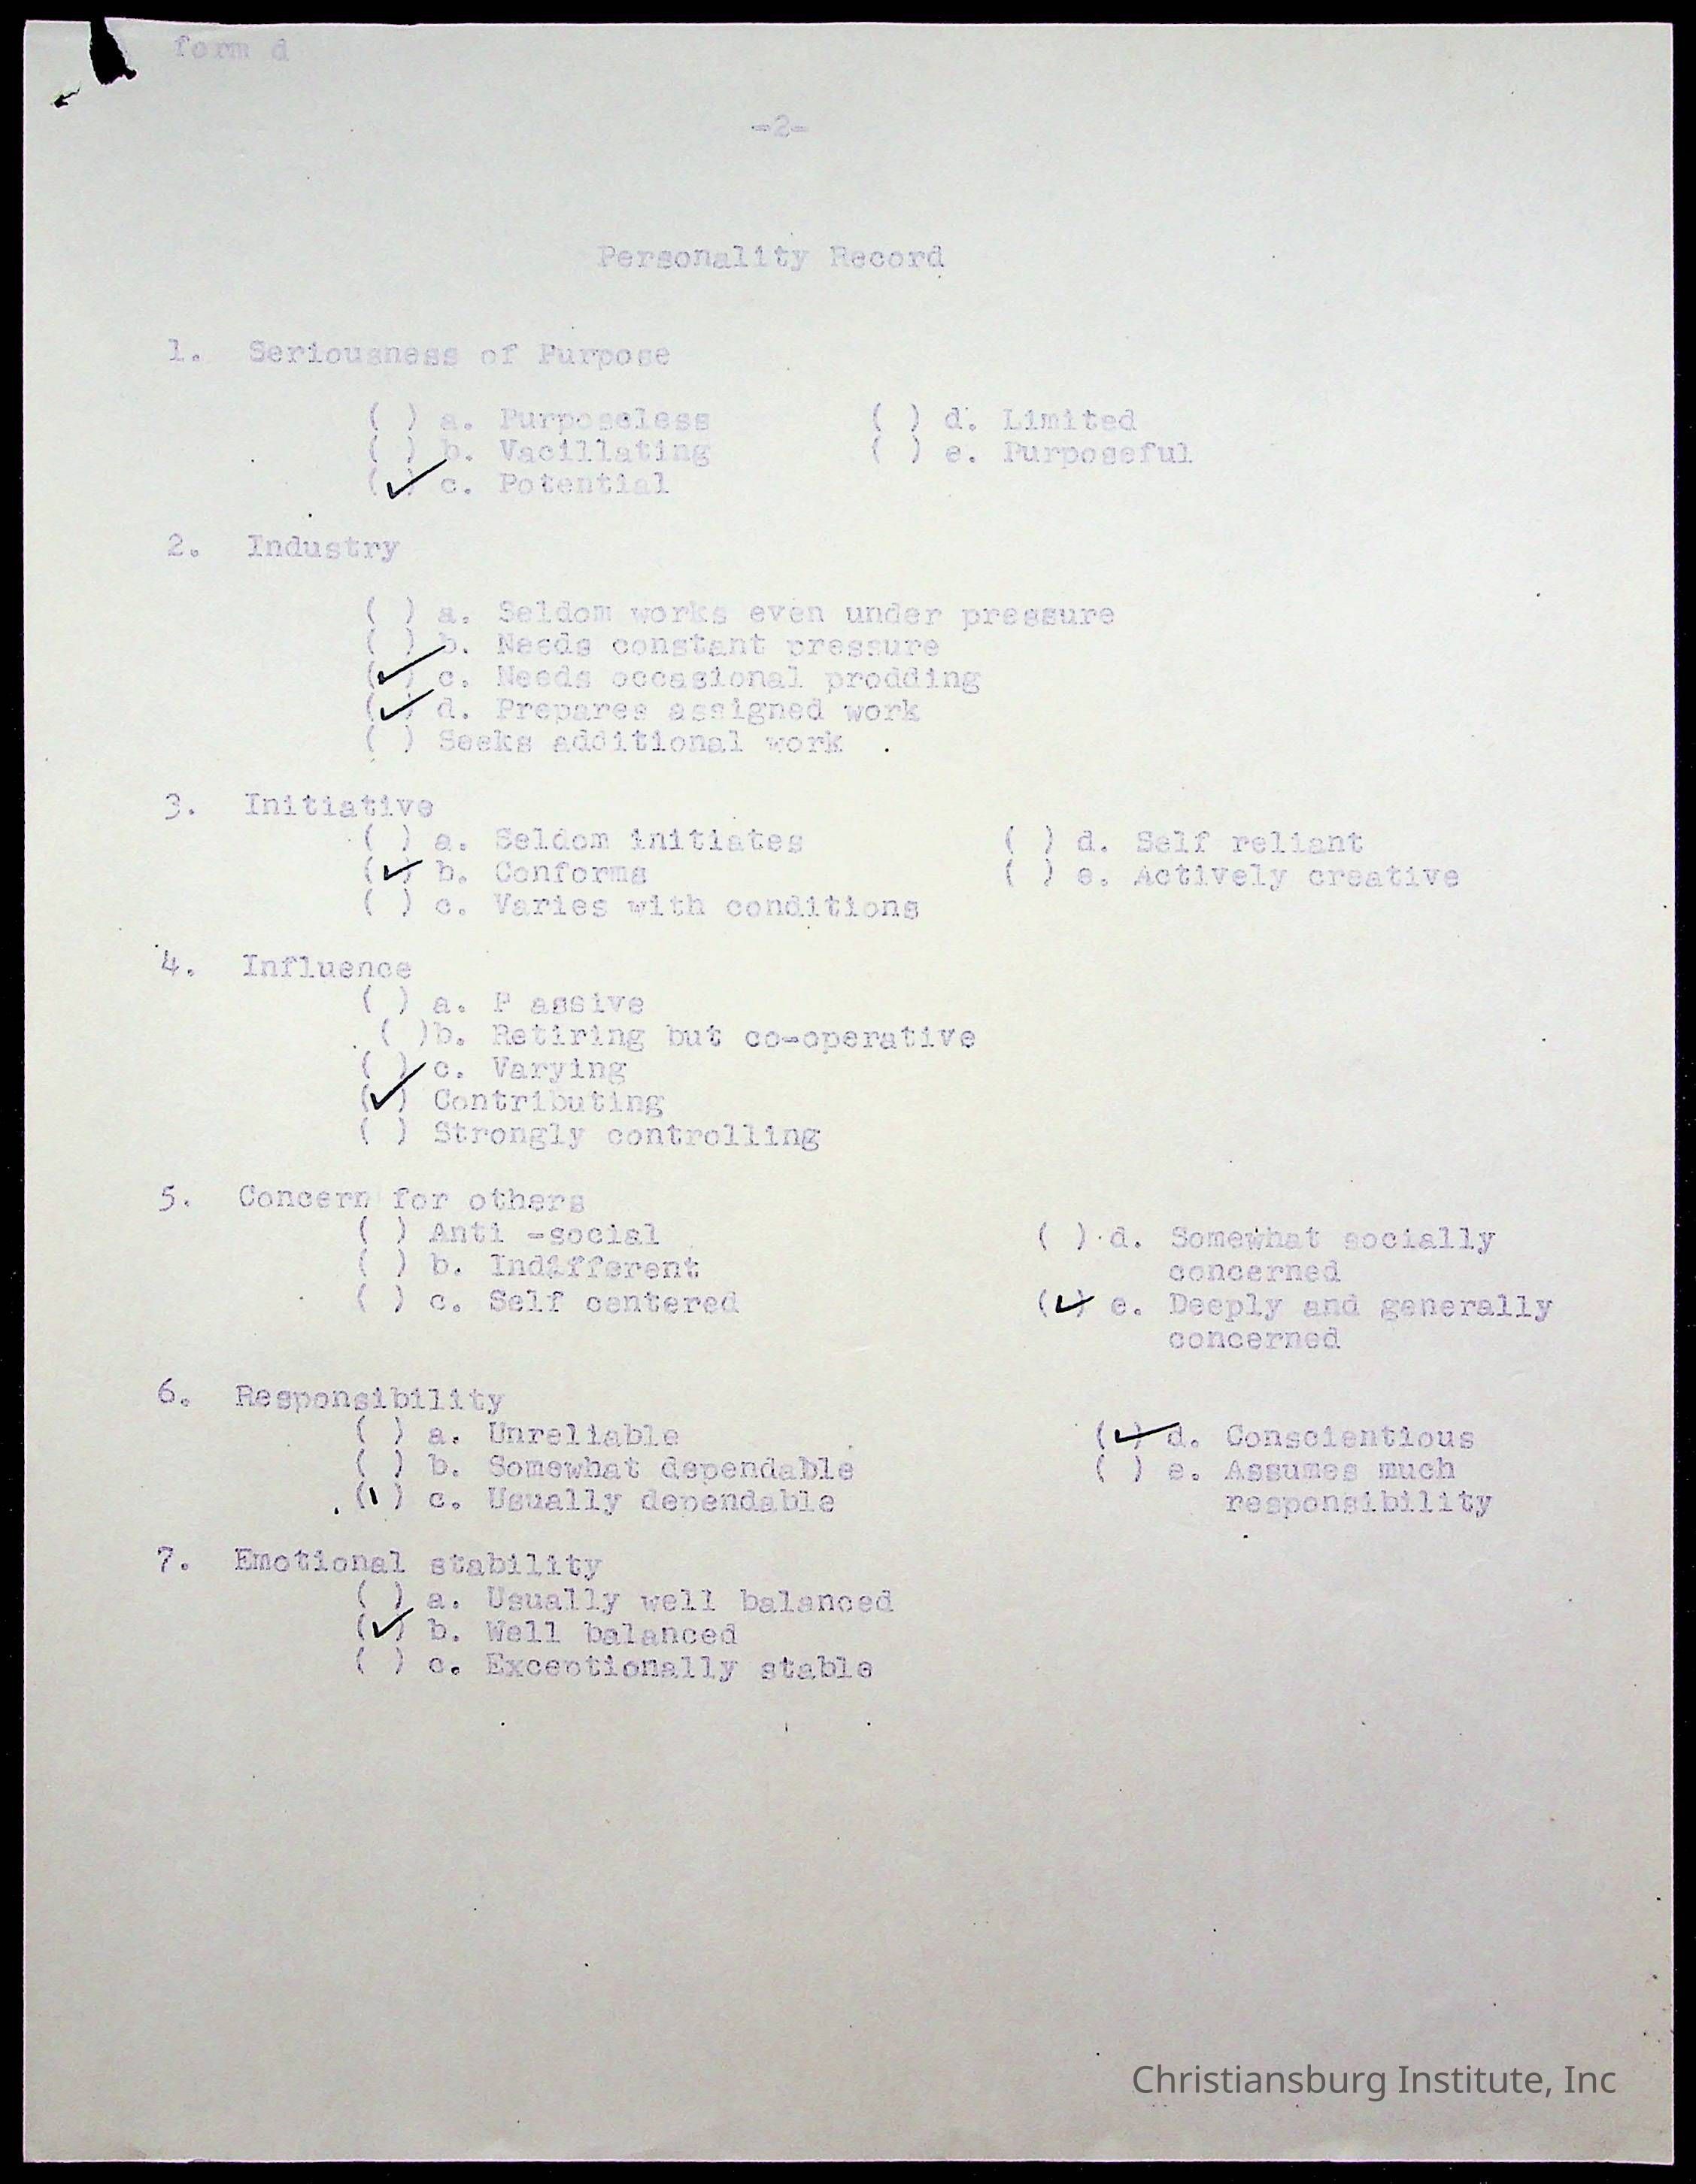 form d
-2-
Personality Record
1. Seriousness of Purpose
( ) a. Purposeless ( ) d. Limited
( ) b. Vacillating ( ) e. Purposeful
(✓) c. Potential
2. Industry
( ) a. Seldom works even under pressure
( ) b. Needs constant pressure
(✓) c. Needs occasional prodding
(✓) d. Prepares assigned work
( ) Seeks additional work
3. Initiative
( ) a. Seldom initiates ( ) d. Self reliant
(✓) b. Conforms ( ) e. Actively creative
( ) c. Varies with conditions
4. Influence
( ) a. P assive
( )b. Retiring but co-operative
( ) c. Varying
(✓) Contributing
( ) Strongly controlling
5. Concern for others
( ) Anti -social ( ) d. Somewhat socially
( ) b. Indifferent concerned
( ) c. Self centered (✓) e. Deeply and generally
concerned
6. Responsibility
( ) a. Unreliable (✓) d. Conscientious
( ) b. Somewhat dependable ( ) e. Assumes much
(ı) c. Usually dependable responsibility
7. Emotional stability
( ) a. Usually well balanced
(✓) b. Well balanced
( ) c. Exceptionally stable
Christiansburg Institute, Inc